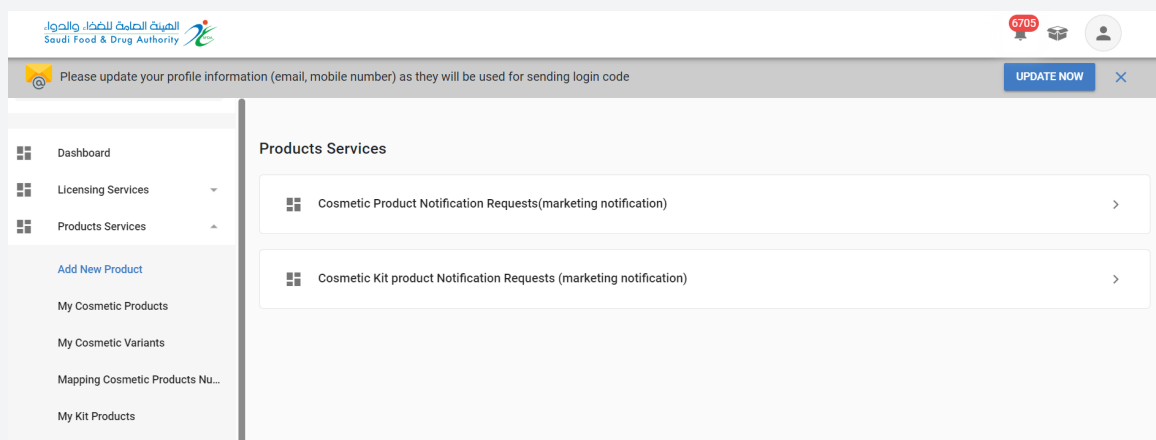 الهيئة العامة للغذاء والدواء
Saudi Food & Drug Authority
6705
Please update your profile information (email, mobile number) as they will be used for sending login code
UPDATE NOW
Dashboard
Licensing Services
Products Services
Add New Product
My Cosmetic Products
My Cosmetic Variants
Mapping Cosmetic Products Nu...
My Kit Products
Products Services
Cosmetic Product Notification Requests(marketing notification)
Cosmetic Kit product Notification Requests (marketing notification)